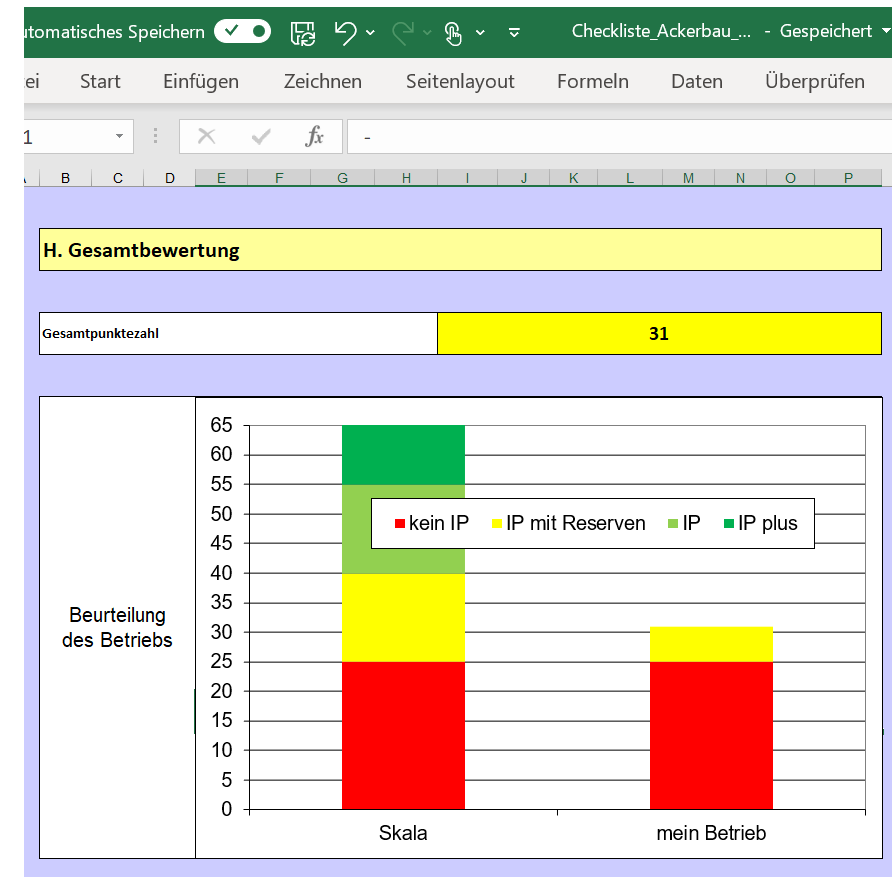 utomatisches Speichern Checkliste_Ackerbau_... - Gespeichert
ei Start Einfügen Zeichnen Seitenlayout Formeln Daten Überprüfen
1 fx -
B C D E F G H I J K L M N O P
H. Gesamtbewertung
Gesamtpunktezahl 31
65
60
55
50
kein IP IP mit Reserven IP IP plus
45
40
35
Beurteilung
des Betriebs
30
25
20
15
10
5
0
Skala mein Betrieb